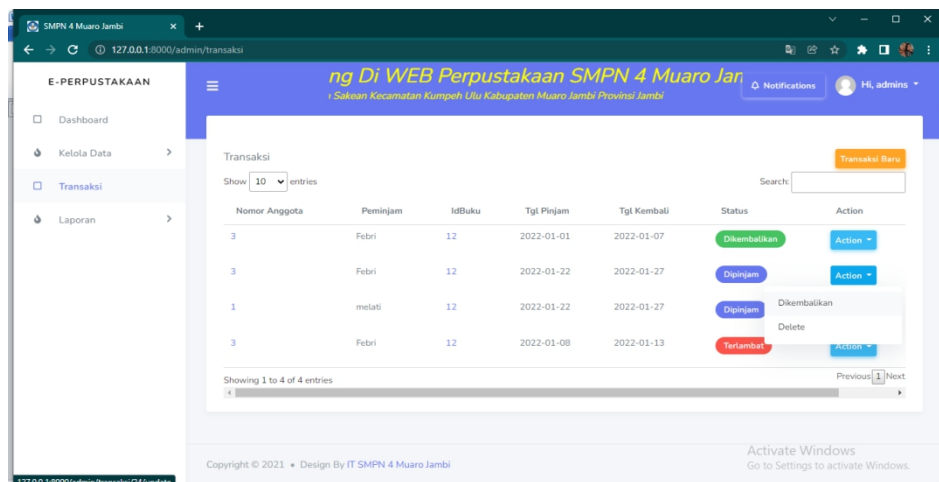 SMPN 4 Muaro Jambi
127.0.0.1:8000/admin/transaksi
E-PERPUSTAKAAN
ng Di WEB Perpustakaan SMPN 4 Muaro Jan
Sakean Kecamatan Kumpeh Ulu Kabupaten Muaro Jambi Provinsi Jambi
Notifications
Hi, admins
Dashboard
Kelola Data
Transaksi
Laporan
Transaksi
Transaksi Baru
Show 10 entries
Search:
Nomor Anggota Peminjam IdBuku Tgl Pinjam Tgl Kembali Status Action
3 Febri 12 2022-01-01 2022-01-07 Dikembalikan Action
3 Febri 12 2022-01-22 2022-01-27 Dipinjam Action
1 melati 12 2022-01-22 2022-01-27 Dipinjam
Dikembalikan
Delete
3 Febri 12 2022-01-08 2022-01-13 Terlambat Action
Showing 1 to 4 of 4 entries
Previous 1 Next
Copyright © 2021 • Design By IT SMPN 4 Muaro Jambi
Activate Windows
Go to Settings to activate Windows.